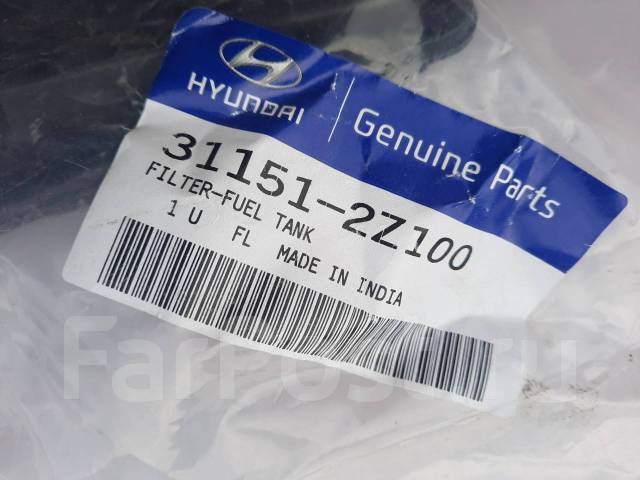 HYUNDAI
Genuine Parts
31151-2Z100
FILTER-FUEL TANK
1 U FL MADE IN INDIA
FarPost.ru